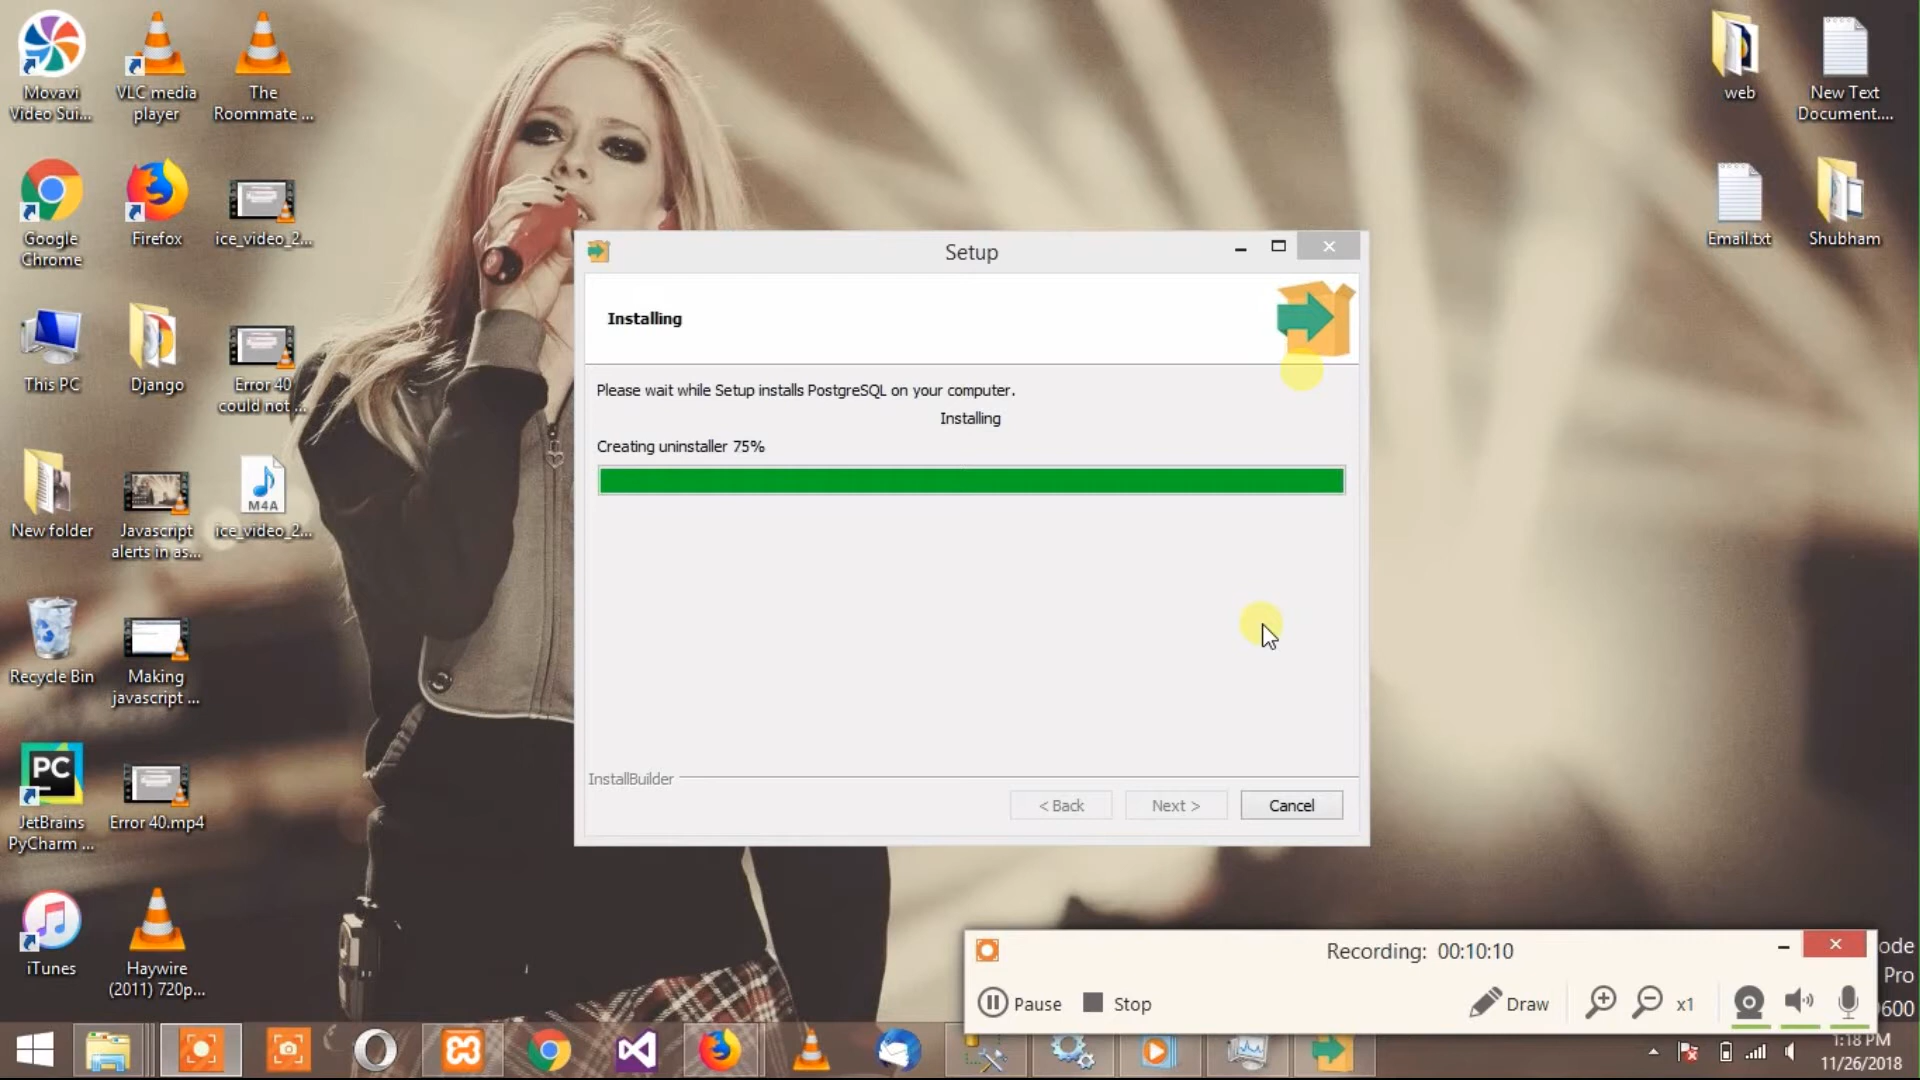 Movavi
Video Sui...
VLC media
player
The
Roommate ...
web
New Text
Document....
Google
Chrome
Firefox
ice_video_2...
Email.txt
Shubham
Setup
Installing
Please wait while Setup installs PostgreSQL on your computer.
Installing
Creating uninstaller 75%
This PC
Django
Error 40
could not ...
New folder
Javascript
alerts in as...
M4A
ice_video_2...
Recycle Bin
Making
javascript ...
InstallBuilder
< Back
Next >
Cancel
PC
JetBrains
PyCharm ...
Error 40.mp4
iTunes
Haywire
(2011) 720p...
Recording: 00:10:10
Pause
Stop
Draw
x1
ode
Pro
9600
1:18 PM
11/26/2018